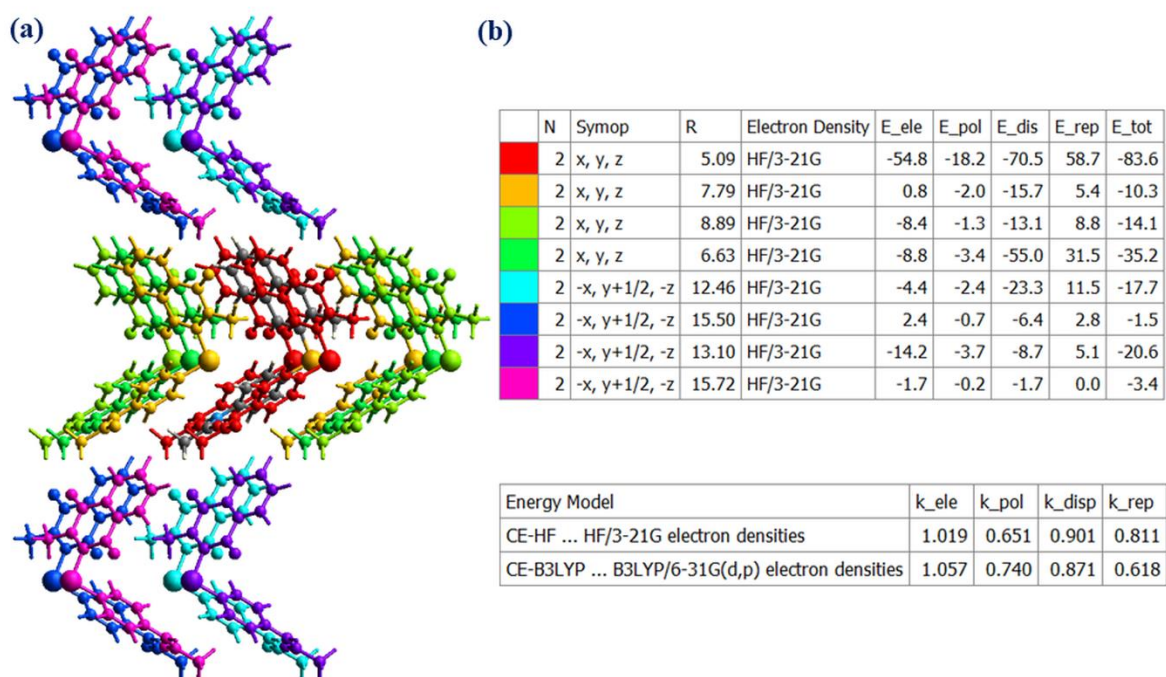 (a)
(b)
N Symop R Electron Density E_ele E_pol E_dis E_rep E_tot
2 x, y, z 5.09 HF/3-21G -54.8 -18.2 -70.5 58.7 -83.6
2 x, y, z 7.79 HF/3-21G 0.8 -2.0 -15.7 5.4 -10.3
2 x, y, z 8.89 HF/3-21G -8.4 -1.3 -13.1 8.8 -14.1
2 x, y, z 6.63 HF/3-21G -8.8 -3.4 -55.0 31.5 -35.2
2 -x, y+1/2, -z 12.46 HF/3-21G -4.4 -2.4 -23.3 11.5 -17.7
2 -x, y+1/2, -z 15.50 HF/3-21G 2.4 -0.7 -6.4 2.8 -1.5
2 -x, y+1/2, -z 13.10 HF/3-21G -14.2 -3.7 -8.7 5.1 -20.6
2 -x, y+1/2, -z 15.72 HF/3-21G -1.7 -0.2 -1.7 0.0 -3.4
Energy Model k_ele k_pol k_disp k_rep
CE-HF ... HF/3-21G electron densities 1.019 0.651 0.901 0.811
CE-B3LYP ... B3LYP/6-31G(d,p) electron densities 1.057 0.740 0.871 0.618